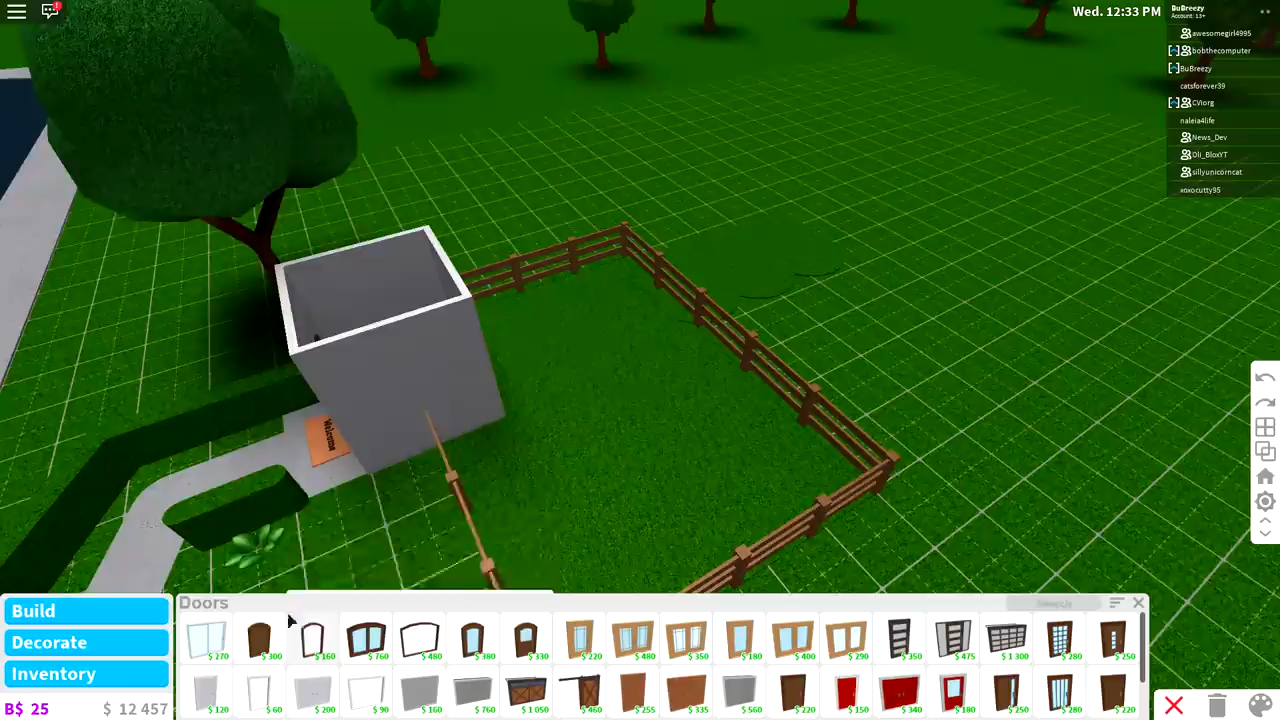 Wed. 12:33 PM
BuBreezy
Account: 13+
awesomegirl4995
bobthecomputer
BuBreezy
catsforever39
CViorg
naleia4life
News_Dev
Oli_BloxYT
sillyunicorncat
xoxocutty95
Welcome
Build
Decorate
Inventory
B$ 25
$ 12 457
Doors
$ 270
$ 300
$ 160
$ 760
$ 480
$ 380
$ 330
$ 220
$ 480
$ 350
$ 180
$ 400
$ 290
$ 350
$ 475
$ 1 300
$ 280
$ 250
$ 120
$ 60
$ 200
$ 90
$ 160
$ 160
$ 1 050
$ 460
$ 255
$ 335
$ 560
$ 220
$ 150
$ 340
$ 180
$ 250
$ 280
$ 220